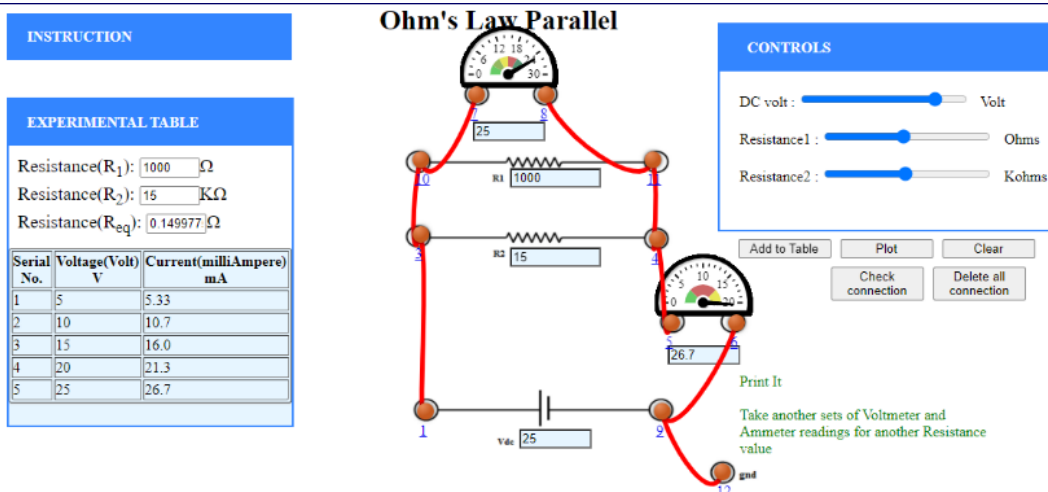 Ohm's Law Parallel
INSTRUCTION
EXPERIMENTAL TABLE
Resistance(R1): 1000 Ω
Resistance(R2): 15 KΩ
Resistance(Req): 0.149977 Ω
Serial No. Voltage(Volt) V Current(milliAmpere) mA
1 5 5.33
2 10 10.7
3 15 16.0
4 20 21.3
5 25 26.7
0 6 12 18 24 30
7 8
25
10 11
R1 1000
3 4
R2 15
0 5 10 15 20
5 6
26.7
1 9
Vdc 25
12 gnd
CONTROLS
DC volt : Volt
Resistance1 : Ohms
Resistance2 : Kohms
Add to Table Plot Clear
Check connection
Delete all connection
Print It
Take another sets of Voltmeter and
Ammeter readings for another Resistance
value